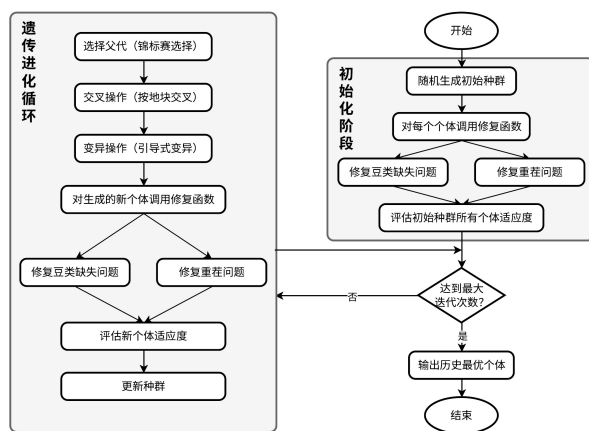 遗传进化循环
选择父代（锦标赛选择）
交叉操作（按地块交叉）
变异操作（引导式变异）
对生成的新个体调用修复函数
修复豆类缺失问题
修复重茬问题
评估新个体适应度
更新种群
开始
初始化阶段
随机生成初始种群
对每个个体调用修复函数
修复豆类缺失问题
修复重茬问题
评估初始种群所有个体适应度
达到最大
迭代次数？
否
是
输出历史最优个体
结束